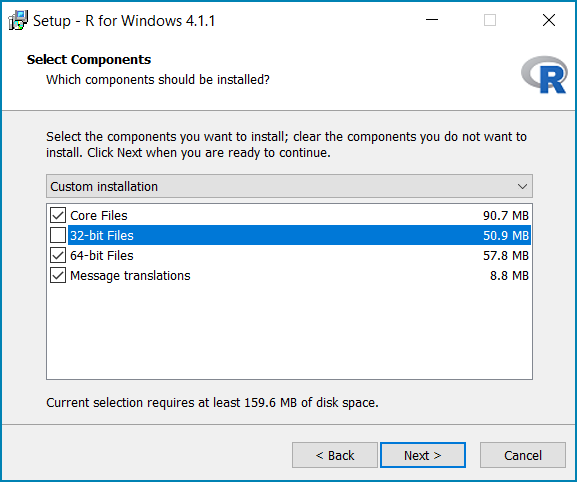 Setup - R for Windows 4.1.1
Select Components
Which components should be installed?
R
Select the components you want to install; clear the components you do not want to
install. Click Next when you are ready to continue.
Custom installation
Core Files 90.7 MB
32-bit Files 50.9 MB
64-bit Files 57.8 MB
Message translations 8.8 MB
Current selection requires at least 159.6 MB of disk space.
< Back Next > Cancel